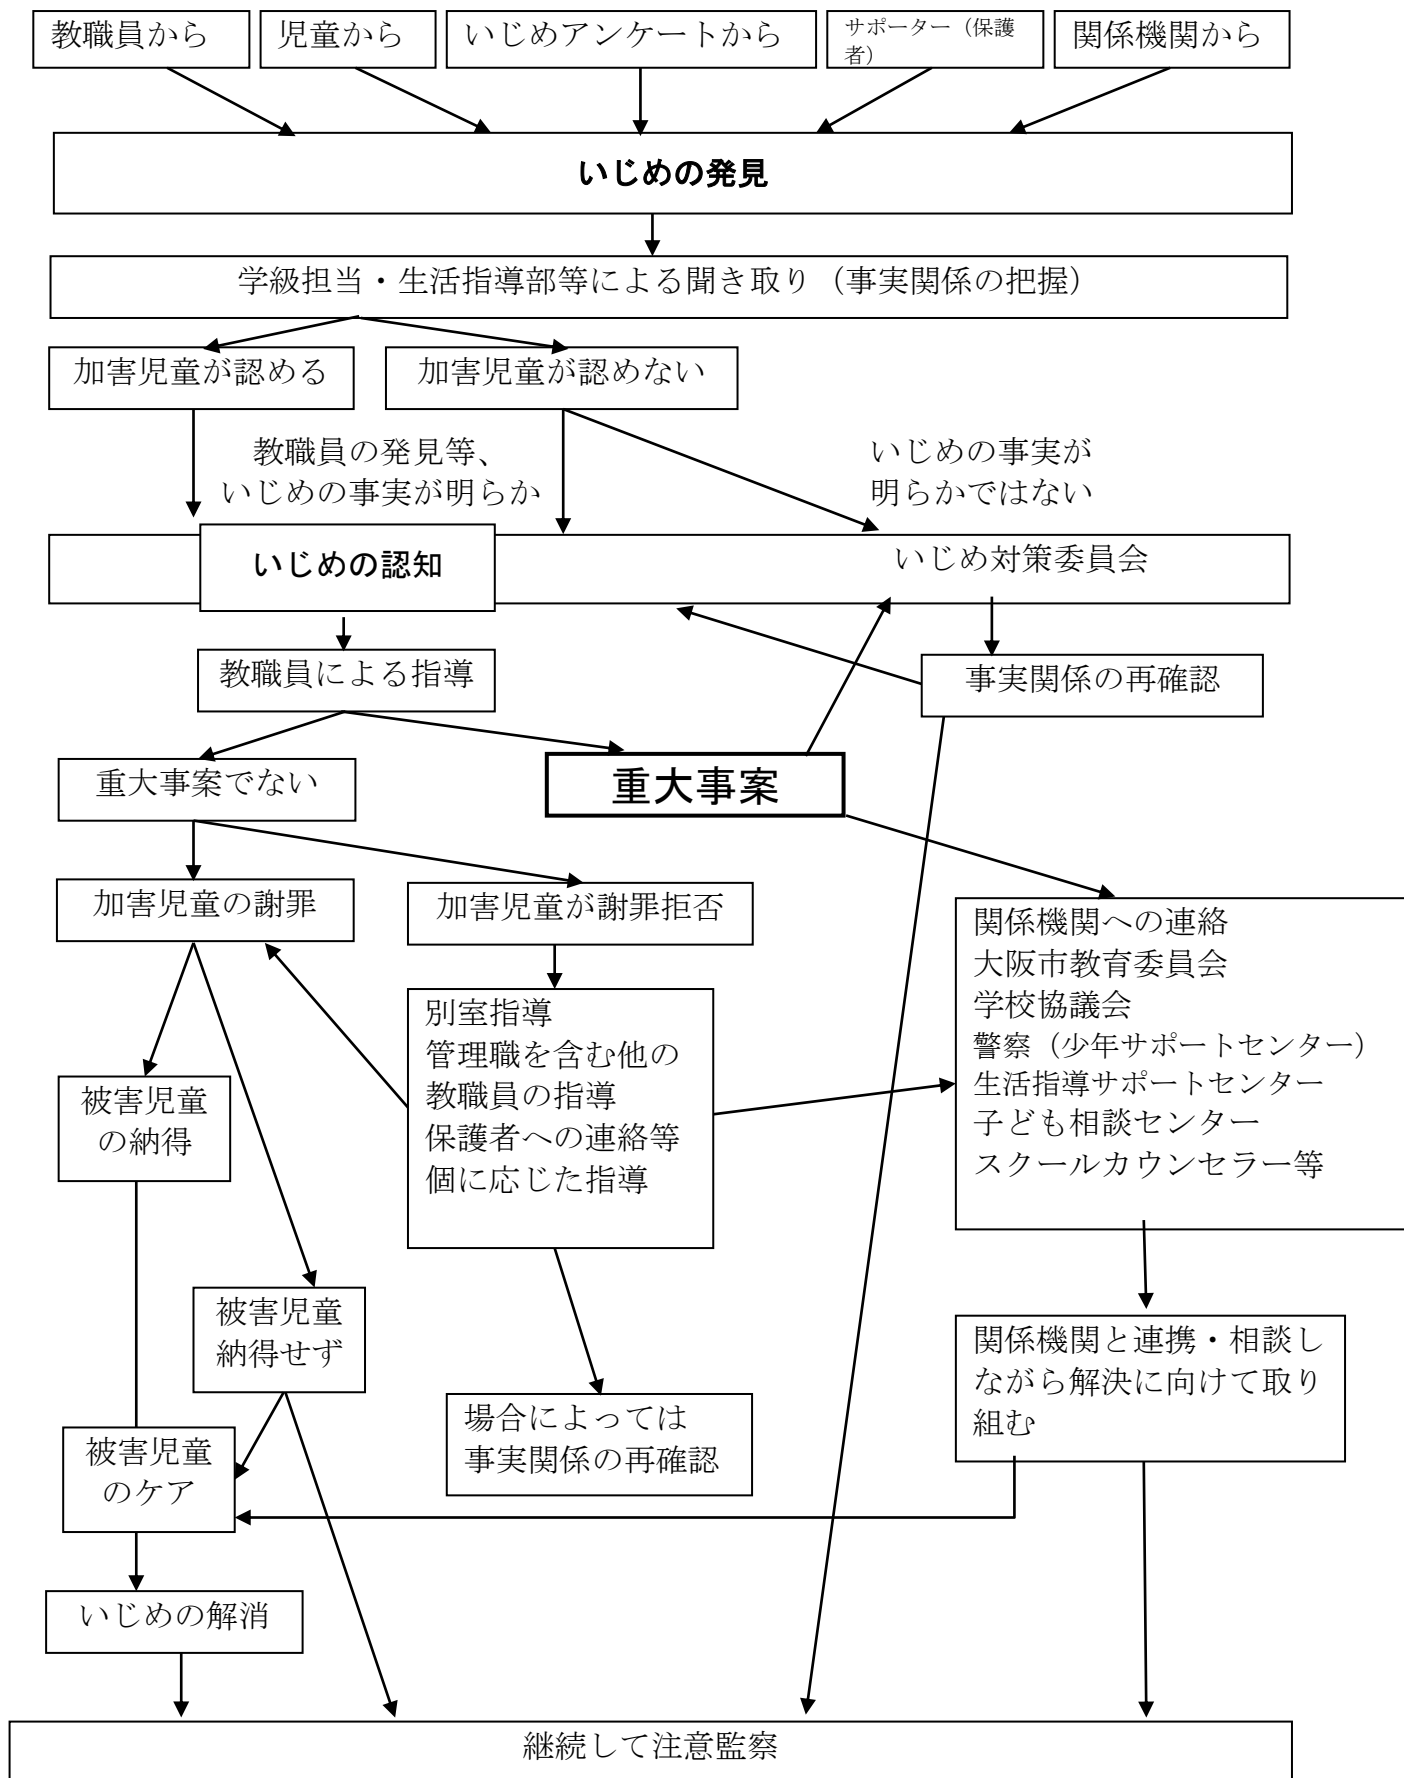 教職員から
児童から
いじめアンケートから
サポーター（保護
者）
関係機関から
いじめの発見
学級担当・生活指導部等による聞き取り（事実関係の把握）
加害児童が認める
加害児童が認めない
教職員の発見等、
いじめの事実が明らか
いじめの事実が
明らかではない
いじめの認知
いじめ対策委員会
教職員による指導
事実関係の再確認
重大事案でない
重大事案
加害児童の謝罪
加害児童が謝罪拒否
関係機関への連絡
大阪市教育委員会
学校協議会
警察（少年サポートセンター）
生活指導サポートセンター
子ども相談センター
スクールカウンセラー等
別室指導
管理職を含む他の
教職員の指導
保護者への連絡等
個に応じた指導
被害児童
の納得
被害児童
納得せず
関係機関と連携・相談し
ながら解決に向けて取り
組む
場合によっては
事実関係の再確認
被害児童
のケア
いじめの解消
継続して注意監察